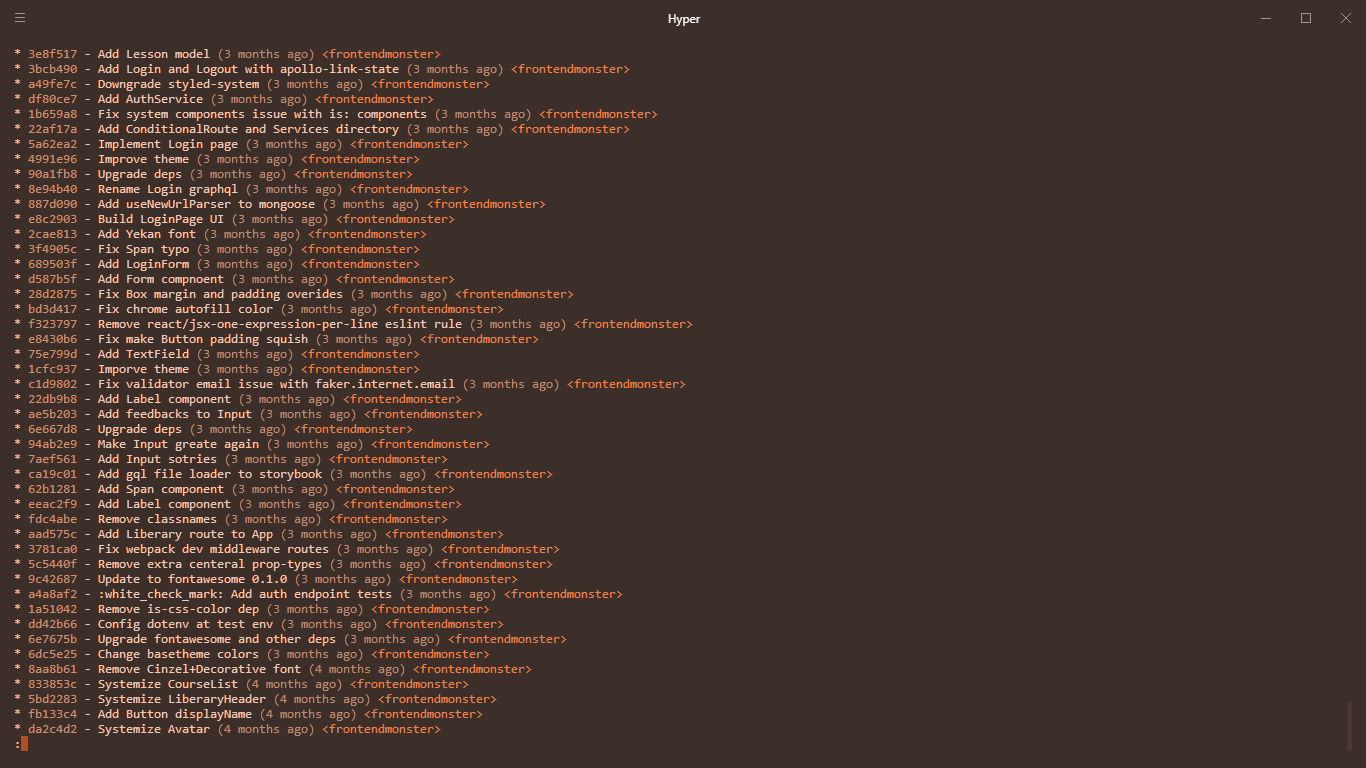 Hyper
* 3e8f517 - Add Lesson model (3 months ago) <frontendmonster>
* 3bcb490 - Add Login and Logout with apollo-link-state (3 months ago) <frontendmonster>
* a49fe7c - Downgrade styled-system (3 months ago) <frontendmonster>
* df80ce7 - Add AuthService (3 months ago) <frontendmonster>
* 1b659a8 - Fix system components issue with is: components (3 months ago) <frontendmonster>
* 22af17a - Add ConditionalRoute and Services directory (3 months ago) <frontendmonster>
* 5a62ea2 - Implement Login page (3 months ago) <frontendmonster>
* 4991e96 - Improve theme (3 months ago) <frontendmonster>
* 90a1fb8 - Upgrade deps (3 months ago) <frontendmonster>
* 8e94b40 - Rename Login graphql (3 months ago) <frontendmonster>
* 887d090 - Add useNewUrlParser to mongoose (3 months ago) <frontendmonster>
* e8c2903 - Build LoginPage UI (3 months ago) <frontendmonster>
* 2cae813 - Add Yekan font (3 months ago) <frontendmonster>
* 3f4905c - Fix Span typo (3 months ago) <frontendmonster>
* 689503f - Add LoginForm (3 months ago) <frontendmonster>
* d587b5f - Add Form compnoent (3 months ago) <frontendmonster>
* 28d2875 - Fix Box margin and padding overides (3 months ago) <frontendmonster>
* bd3d417 - Fix chrome autofill color (3 months ago) <frontendmonster>
* f323797 - Remove react/jsx-one-expression-per-line eslint rule (3 months ago) <frontendmonster>
* e8430b6 - Fix make Button padding squish (3 months ago) <frontendmonster>
* 75e799d - Add TextField (3 months ago) <frontendmonster>
* 1cfc937 - Imporve theme (3 months ago) <frontendmonster>
* c1d9802 - Fix validator email issue with faker.internet.email (3 months ago) <frontendmonster>
* 22db9b8 - Add Label component (3 months ago) <frontendmonster>
* ae5b203 - Add feedbacks to Input (3 months ago) <frontendmonster>
* 6e667d8 - Upgrade deps (3 months ago) <frontendmonster>
* 94ab2e9 - Make Input greate again (3 months ago) <frontendmonster>
* 7aef561 - Add Input sotries (3 months ago) <frontendmonster>
* ca19c01 - Add gql file loader to storybook (3 months ago) <frontendmonster>
* 62b1281 - Add Span component (3 months ago) <frontendmonster>
* eeac2f9 - Add Label component (3 months ago) <frontendmonster>
* fdc4abe - Remove classnames (3 months ago) <frontendmonster>
* aad575c - Add Liberary route to App (3 months ago) <frontendmonster>
* 3781ca0 - Fix webpack dev middleware routes (3 months ago) <frontendmonster>
* 5c5440f - Remove extra centeral prop-types (3 months ago) <frontendmonster>
* 9c42687 - Update to fontawesome 0.1.0 (3 months ago) <frontendmonster>
* a4a8af2 - :white_check_mark: Add auth endpoint tests (3 months ago) <frontendmonster>
* 1a51042 - Remove is-css-color dep (3 months ago) <frontendmonster>
* dd42b66 - Config dotenv at test env (3 months ago) <frontendmonster>
* 6e7675b - Upgrade fontawesome and other deps (3 months ago) <frontendmonster>
* 6dc5e25 - Change basetheme colors (3 months ago) <frontendmonster>
* 8aa8b61 - Remove Cinzel+Decorative font (4 months ago) <frontendmonster>
* 833853c - Systemize CourseList (4 months ago) <frontendmonster>
* 5bd2283 - Systemize LiberaryHeader (4 months ago) <frontendmonster>
* fb133c4 - Add Button displayName (4 months ago) <frontendmonster>
* da2c4d2 - Systemize Avatar (4 months ago) <frontendmonster>
: